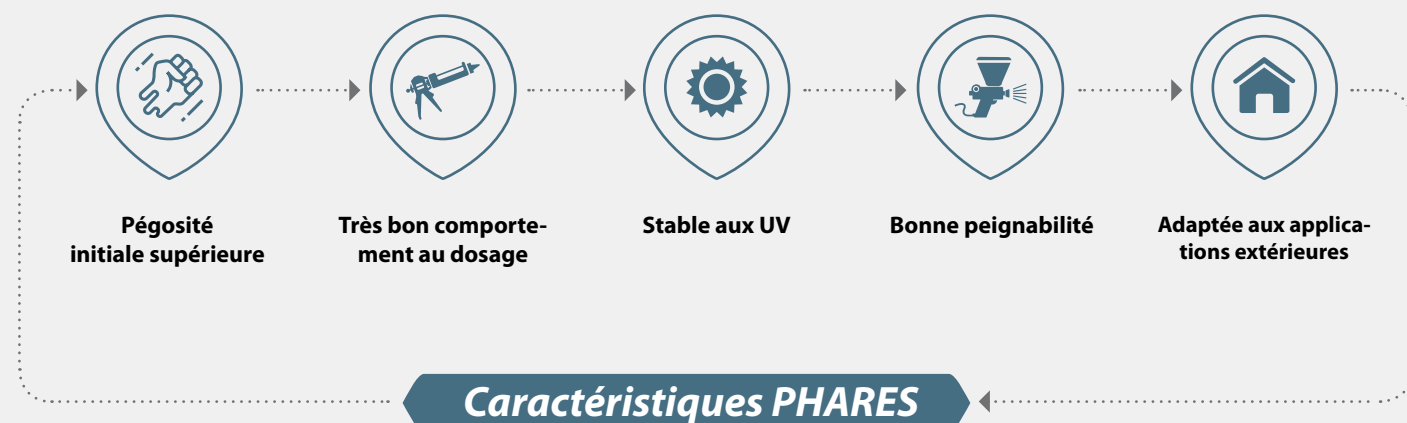 Pégosité
initiale supérieure
Très bon comporte-
ment au dosage
Stable aux UV
Bonne peignabilité
Adaptée aux applica-
tions extérieures
Caractéristiques PHARES